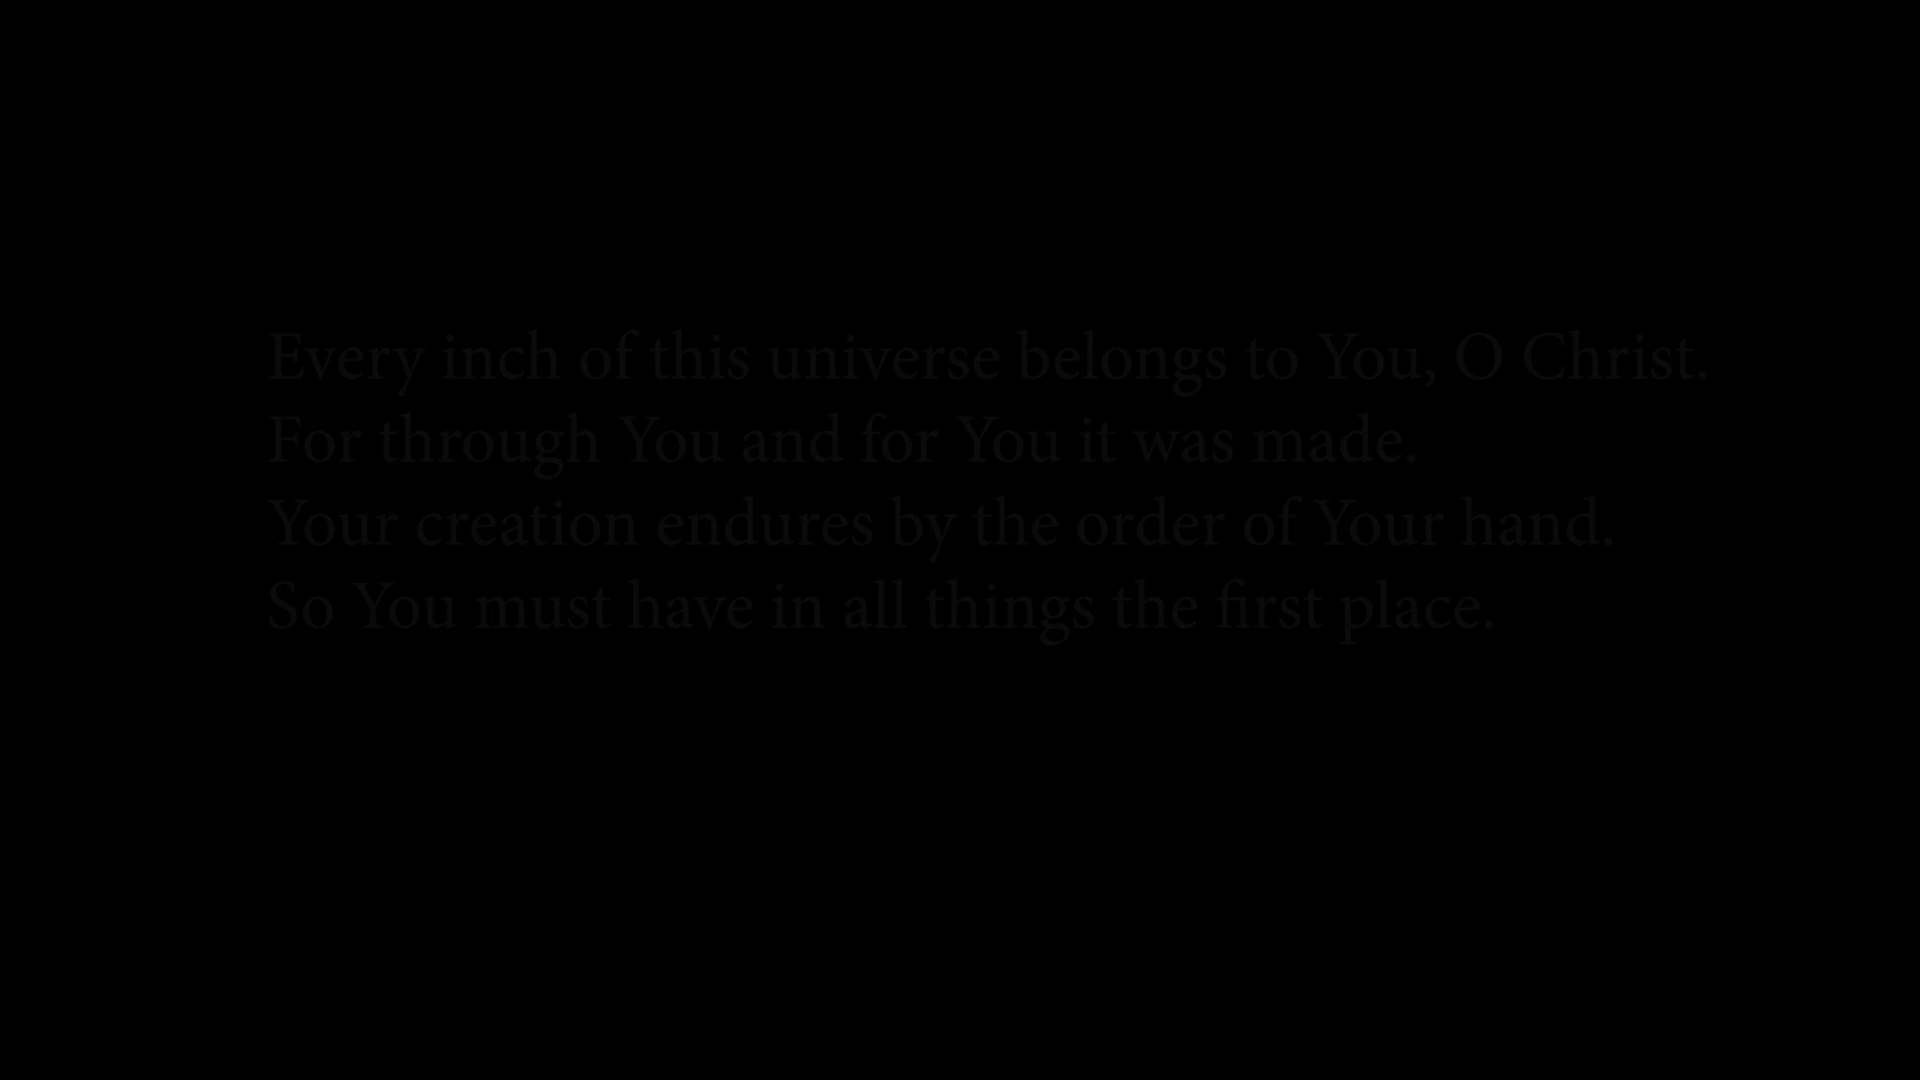 Every inch of this universe belongs to You, O Christ.
For through You and for You it was made.
Your creation endures by the order of Your hand.
So You must have in all things the first place.